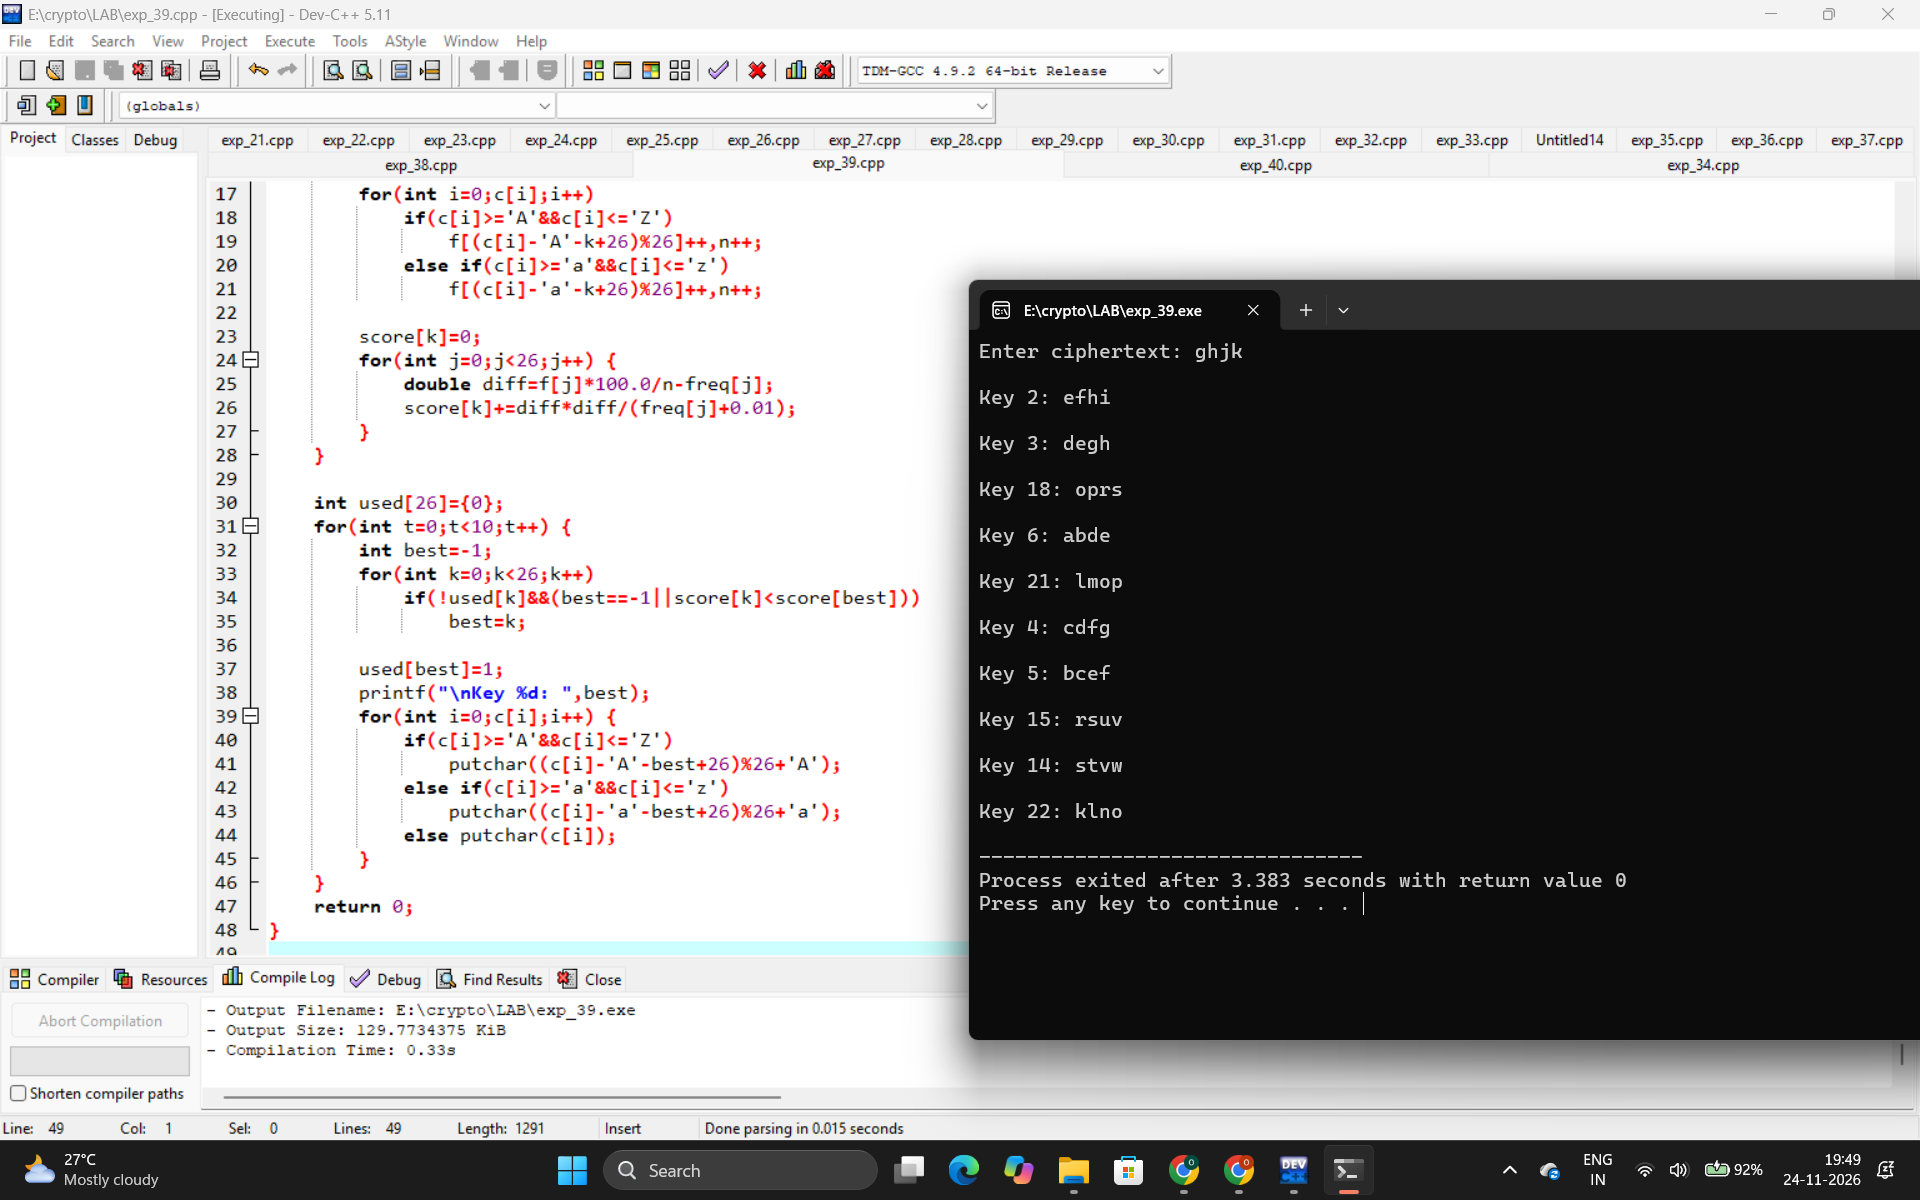 E:\crypto\LAB\exp_39.cpp - [Executing] - Dev-C++ 5.11
File Edit Search View Project Execute Tools AStyle Window Help
TDM-GCC 4.9.2 64-bit Release
(globals)
Project Classes Debug
exp_21.cpp exp_22.cpp exp_23.cpp exp_24.cpp exp_25.cpp exp_26.cpp exp_27.cpp exp_28.cpp exp_29.cpp exp_30.cpp exp_31.cpp exp_32.cpp exp_33.cpp Untitled14 exp_35.cpp exp_36.cpp exp_37.cpp
exp_38.cpp exp_39.cpp exp_40.cpp exp_34.cpp
17 for(int i=0;c[i];i++)
18 if(c[i]>='A'&&c[i]<='Z')
19 f[(c[i]-'A'-k+26)%26]++,n++;
20 else if(c[i]>='a'&&c[i]<='z')
21 f[(c[i]-'a'-k+26)%26]++,n++;
22
23 score[k]=0;
24 for(int j=0;j<26;j++) {
25 double diff=f[j]*100.0/n-freq[j];
26 score[k]+=diff*diff/(freq[j]+0.01);
27 }
28 }
29
30 int used[26]={0};
31 for(int t=0;t<10;t++) {
32 int best=-1;
33 for(int k=0;k<26;k++)
34 if(!used[k]&&(best==-1||score[k]<score[best]))
35 best=k;
36
37 used[best]=1;
38 printf("\nKey %d: ",best);
39 for(int i=0;c[i];i++) {
40 if(c[i]>='A'&&c[i]<='Z')
41 putchar((c[i]-'A'-best+26)%26+'A');
42 else if(c[i]>='a'&&c[i]<='z')
43 putchar((c[i]-'a'-best+26)%26+'a');
44 else putchar(c[i]);
45 }
46 }
47 return 0;
48 }
49
E:\crypto\LAB\exp_39.exe
Enter ciphertext: ghjk
Key 2: efhi
Key 3: degh
Key 18: oprs
Key 6: abde
Key 21: lmop
Key 4: cdfg
Key 5: bcef
Key 15: rsuv
Key 14: stvw
Key 22: klno
--------------------------------
Process exited after 3.383 seconds with return value 0
Press any key to continue . . .
Compiler Resources Compile Log Debug Find Results Close
Abort Compilation
Shorten compiler paths
- Output Filename: E:\crypto\LAB\exp_39.exe
- Output Size: 129.7734375 KiB
- Compilation Time: 0.33s
Line: 49 Col: 1 Sel: 0 Lines: 49 Length: 1291 Insert Done parsing in 0.015 seconds
27°C
Mostly cloudy
Search
DEV
ENG
IN
92%
19:49
24-11-2026